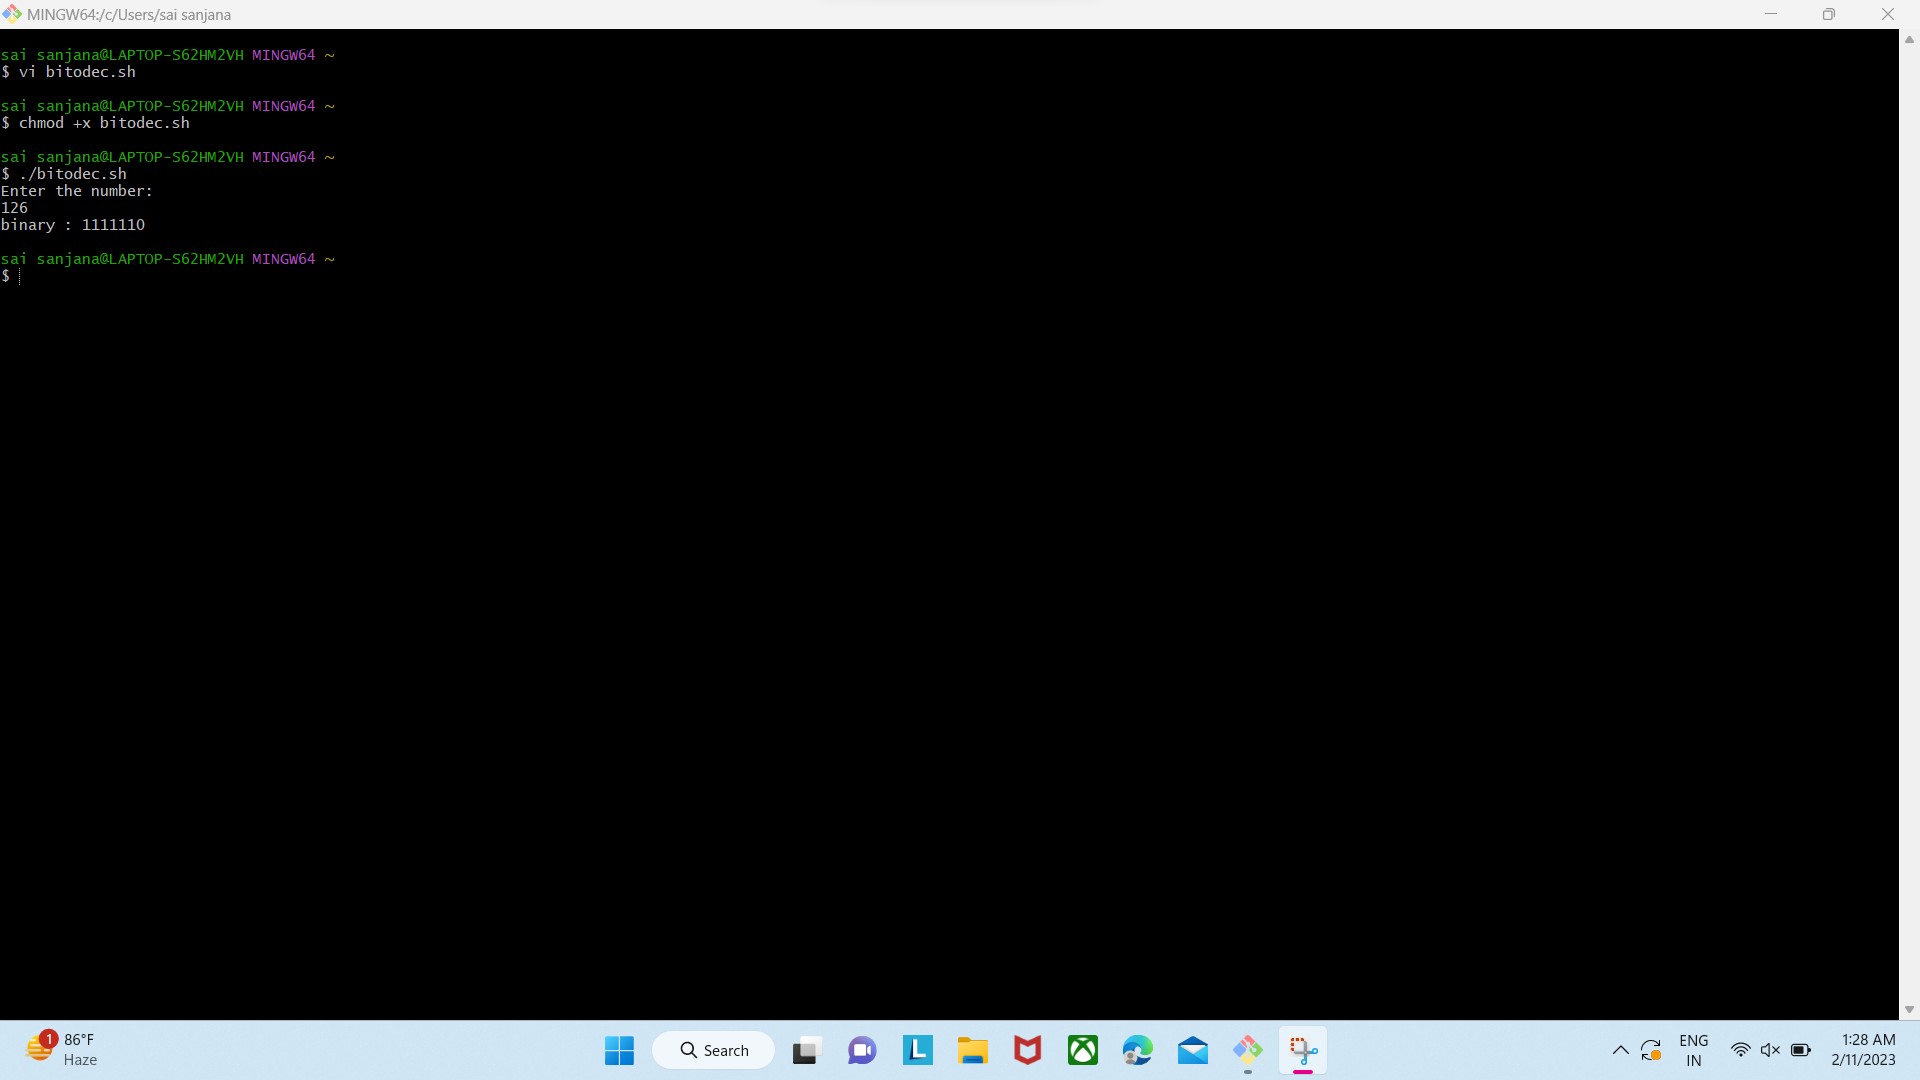 MINGW64:/c/Users/sai sanjana
sai sanjana@LAPTOP-S62HM2VH MINGW64 ~
$ vi bitodec.sh
sai sanjana@LAPTOP-S62HM2VH MINGW64 ~
$ chmod +x bitodec.sh
sai sanjana@LAPTOP-S62HM2VH MINGW64 ~
$ ./bitodec.sh
Enter the number:
126
binary : 1111110
sai sanjana@LAPTOP-S62HM2VH MINGW64 ~
$
1
86°F
Haze
Search
L
ENG
IN
1:28 AM
2/11/2023